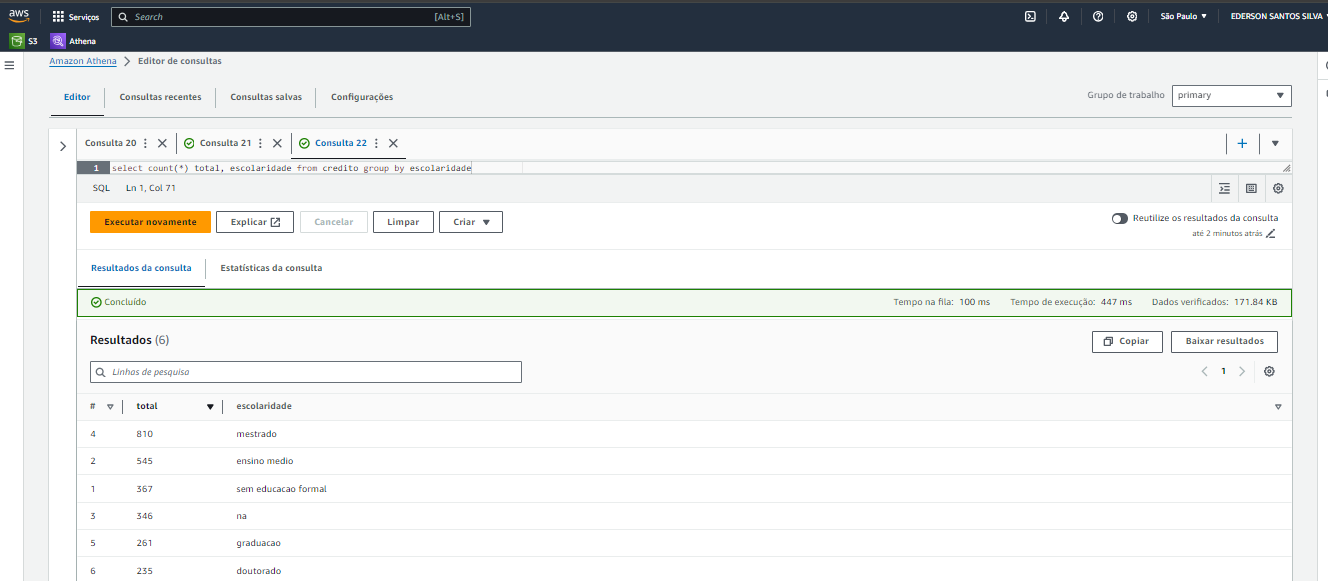 aws Serviços Search [Alt+S] São Paulo EDERSON SANTOS SILVA
S3 Athena
Amazon Athena Editor de consultas
Editor Consultas recentes Consultas salvas Configurações Grupo de trabalho primary
Consulta 20 Consulta 21 Consulta 22
1 select count(*) total, escolaridade from credito group by escolaridade
SQL Ln 1, Col 71
Executar novamente Explicar Cancelar Limpar Criar Reutilize os resultados da consulta
até 2 minutos atrás
Resultados da consulta Estatísticas da consulta
Concluído Tempo na fila: 100 ms Tempo de execução: 447 ms Dados verificados: 171.84 KB
Resultados (6) Copiar Baixar resultados
Linhas de pesquisa 1
# total escolaridade
4 810 mestrado
2 545 ensino medio
1 367 sem educacao formal
3 346 na
5 261 graduacao
6 235 doutorado